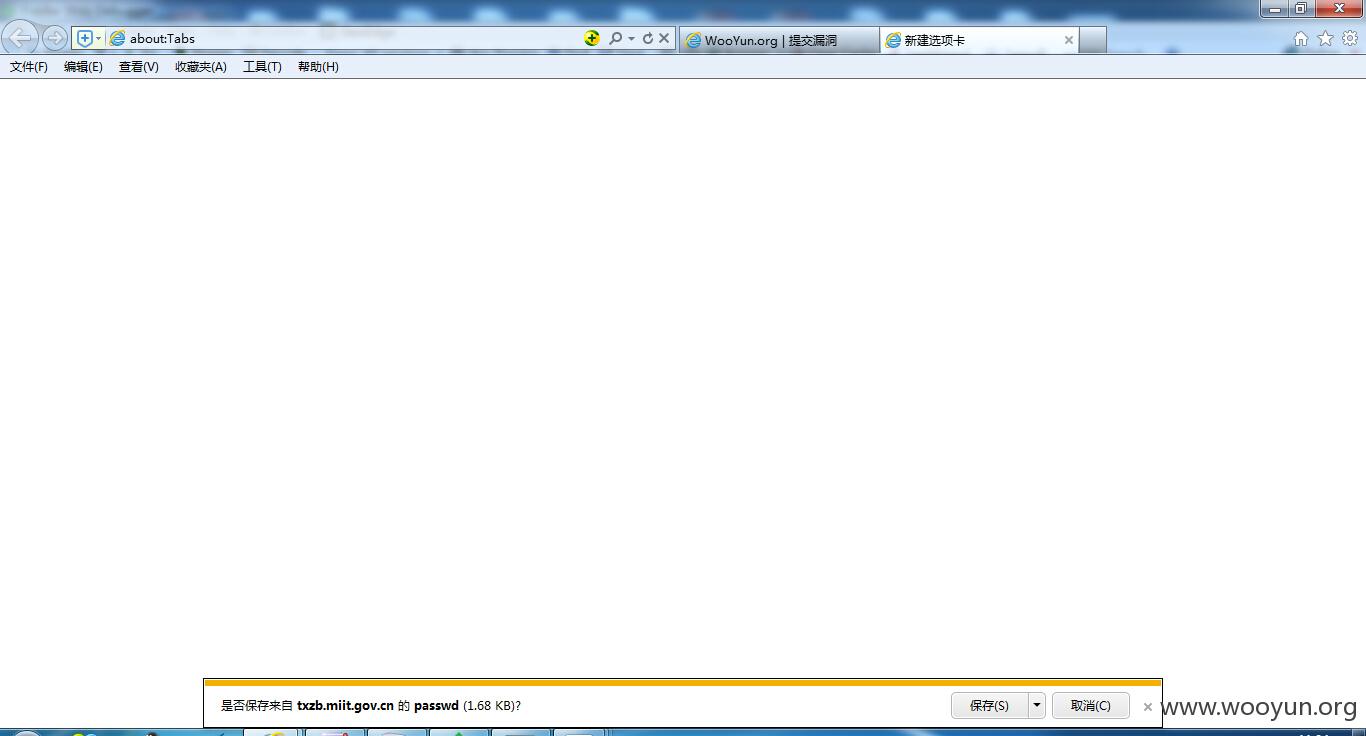 about:Tabs
WooYun.org | 提交漏洞
新建选项卡
文件(F) 编辑(E) 查看(V) 收藏夹(A) 工具(T) 帮助(H)
是否保存来自 txzb.miit.gov.cn 的 passwd (1.68 KB)?
保存(S)
取消(C)
www.wooyun.org